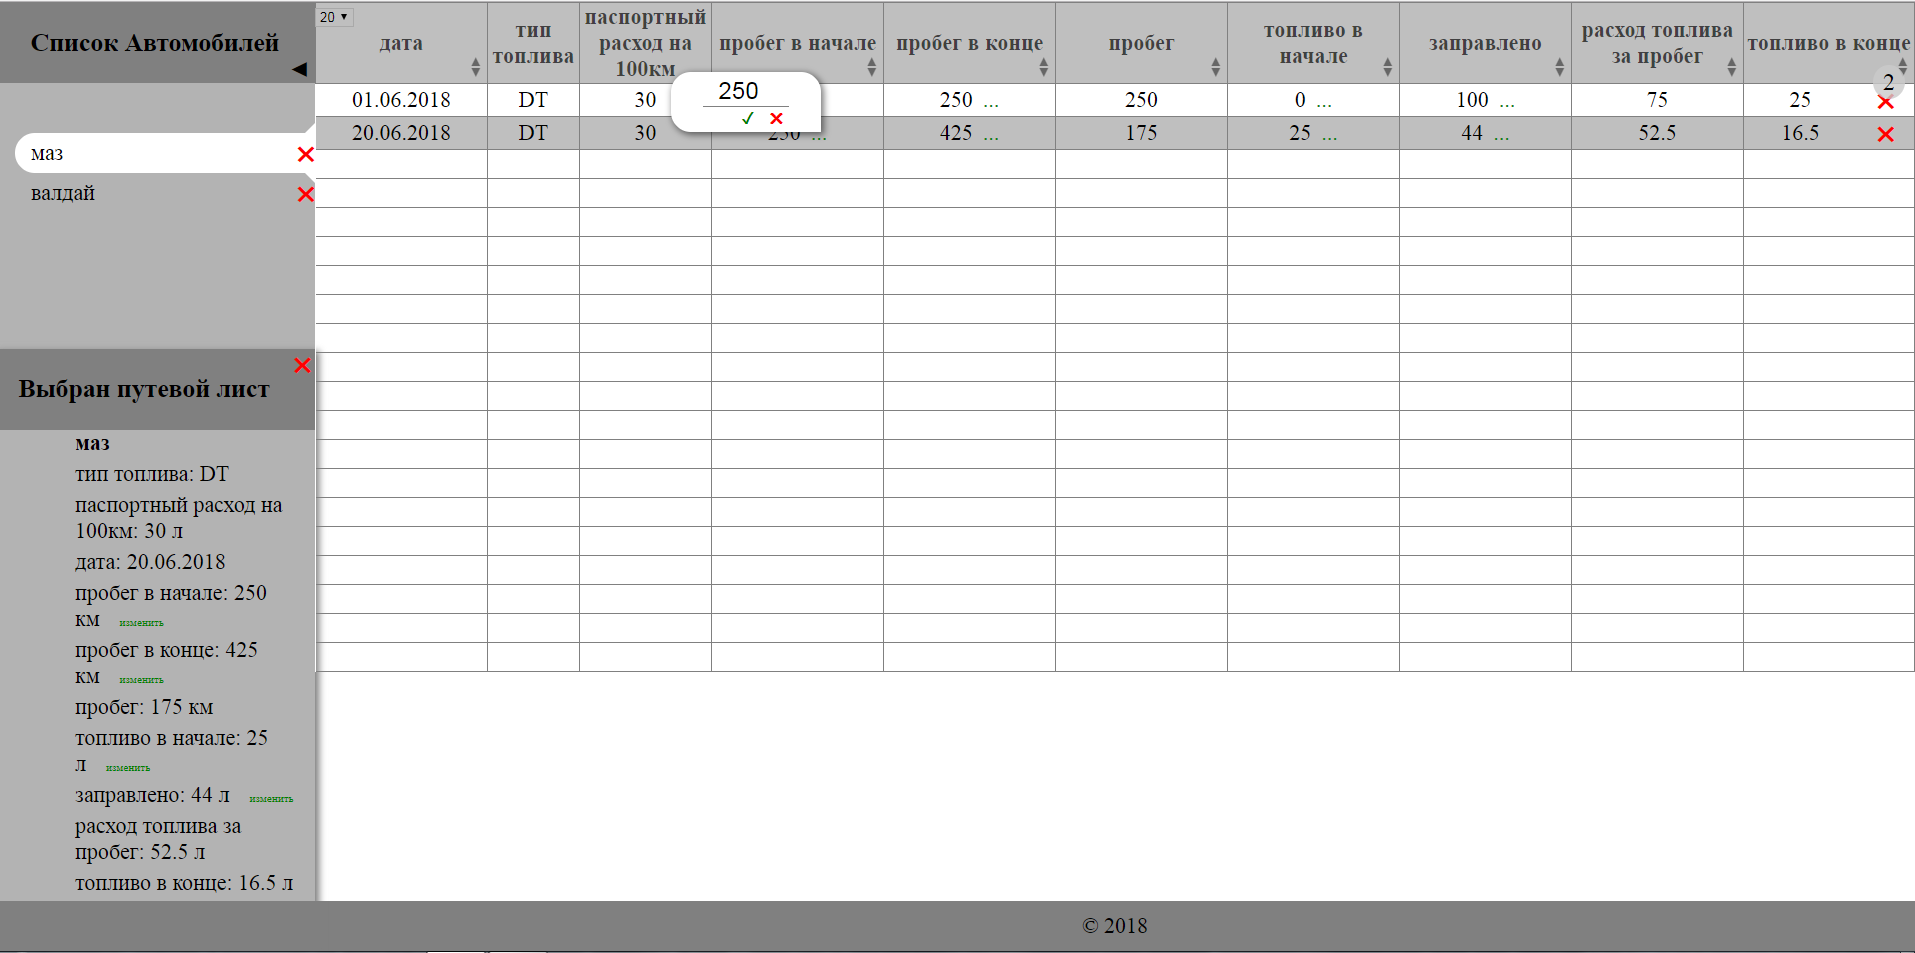 Список Автомобилей
◀
маз
валдай
Выбран путевой лист
маз
тип топлива: DT
паспортный расход на
100км: 30 л
дата: 20.06.2018
пробег в начале: 250
км изменить
пробег в конце: 425
км изменить
пробег: 175 км
топливо в начале: 25
л изменить
заправлено: 44 л изменить
расход топлива за
пробег: 52.5 л
топливо в конце: 16.5 л
20 ▼
дата
тип
топлива
паспортный
расход на
100км
пробег в начале
пробег в конце
пробег
топливо в
начале
заправлено
расход топлива
за пробег
топливо в конце
2
250
✓ ✕
01.06.2018 DT 30 250 ... 250 0 ... 100 ... 75 25
20.06.2018 DT 30 250 ... 425 ... 175 25 ... 44 ... 52.5 16.5
© 2018